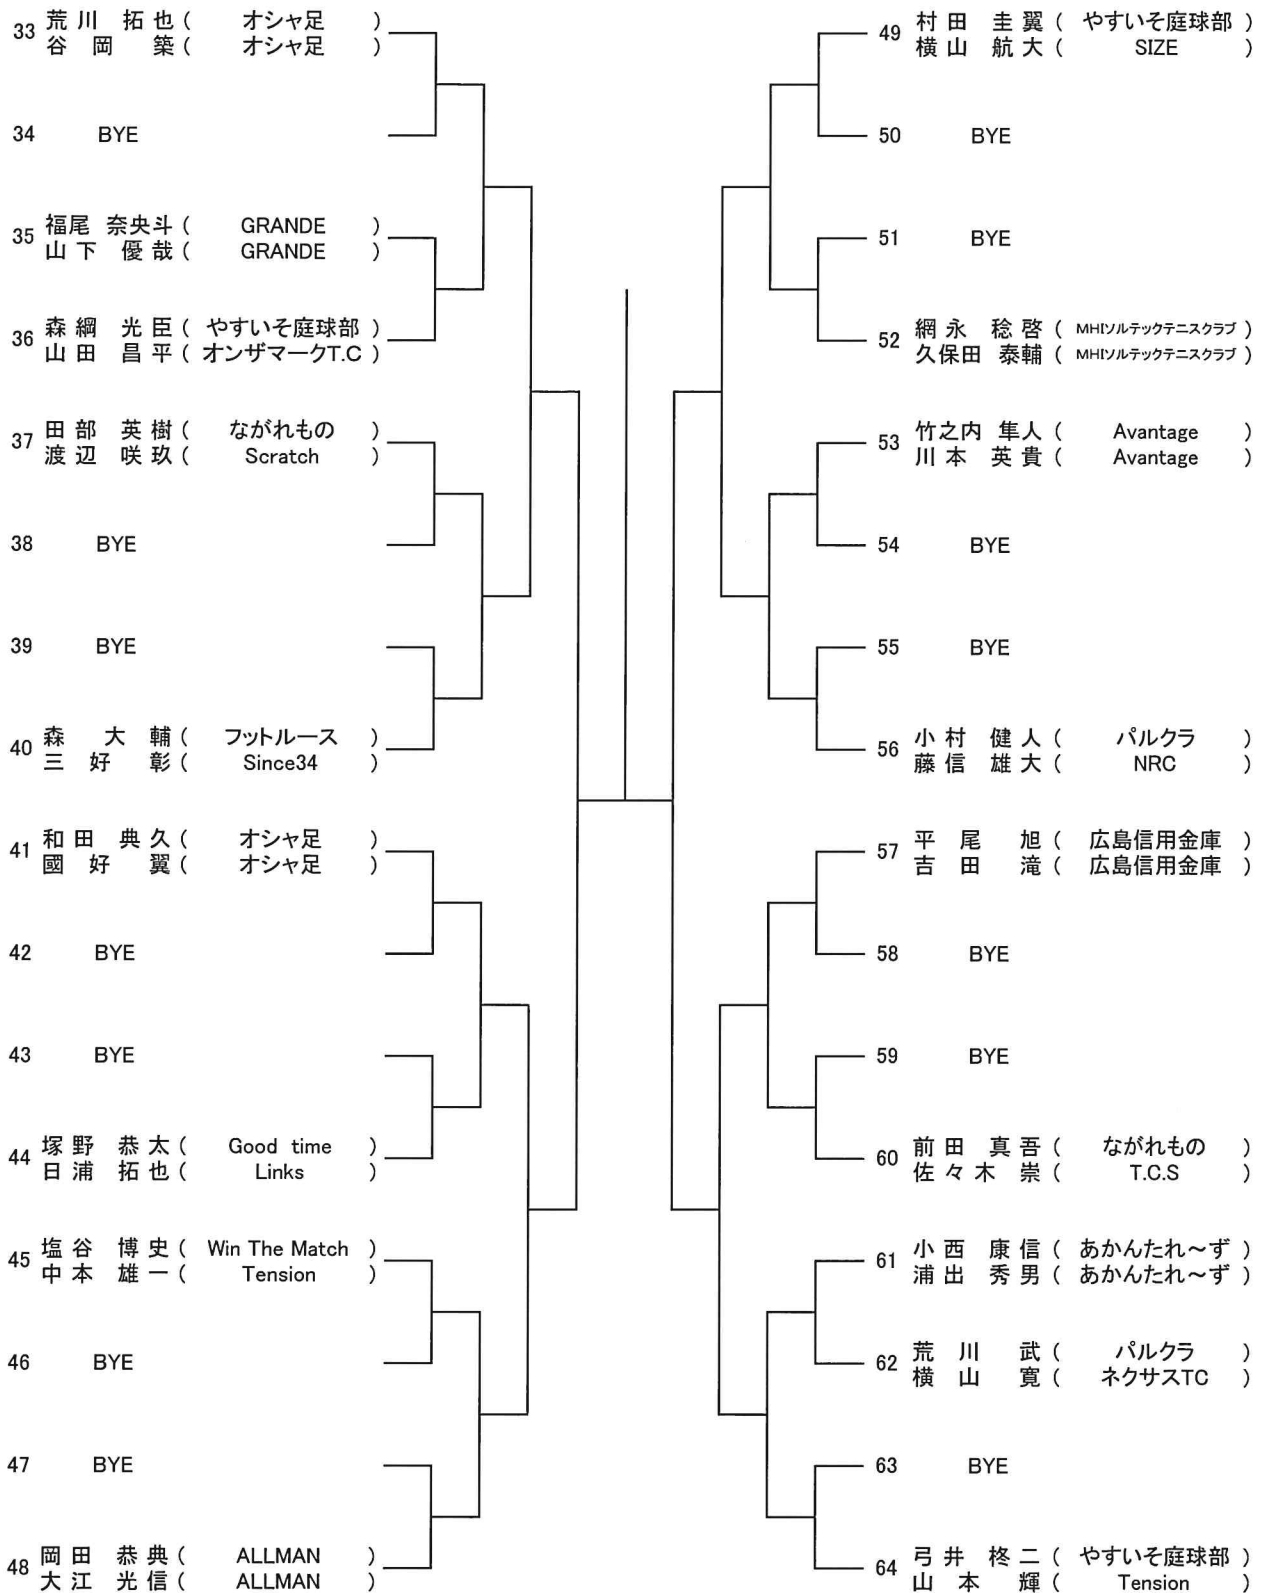 33 荒川 拓也 ( オシャ足 )
谷岡 築 ( オシャ足 )
34 BYE
35 福尾 奈央斗 ( GRANDE )
山下 優哉 ( GRANDE )
36 森綱 光臣 ( やすいそ庭球部 )
山田 昌平 ( オンザマークT.C )
37 田部 英樹 ( ながれもの )
渡辺 咲玖 ( Scratch )
38 BYE
39 BYE
40 森 大輔 ( フットルース )
三好 彰 ( Since34 )
41 和田 典久 ( オシャ足 )
國好 翼 ( オシャ足 )
42 BYE
43 BYE
44 塚野 恭太 ( Good time )
日浦 拓也 ( Links )
45 塩谷 博史 ( Win The Match )
中本 雄一 ( Tension )
46 BYE
47 BYE
48 岡田 恭典 ( ALLMAN )
大江 光信 ( ALLMAN )
49 村田 圭翼 ( やすいそ庭球部 )
横山 航大 ( SIZE )
50 BYE
51 BYE
52 網永 稔啓 ( MHIソルテックテニスクラブ )
久保田 泰輔 ( MHIソルテックテニスクラブ )
53 竹之内 隼人 ( Avantage )
川本 英貴 ( Avantage )
54 BYE
55 BYE
56 小村 健人 ( パルクラ )
藤信 雄大 ( NRC )
57 平尾 旭 ( 広島信用金庫 )
吉田 滝 ( 広島信用金庫 )
58 BYE
59 BYE
60 前田 真吾 ( ながれもの )
佐々木 崇 ( T.C.S )
61 小西 康信 ( あかんたれ～ず )
浦出 秀男 ( あかんたれ～ず )
62 荒川 武 ( パルクラ )
横山 寛 ( ネクサスTC )
63 BYE
64 弓井 柊二 ( やすいそ庭球部 )
山本 輝 ( Tension )